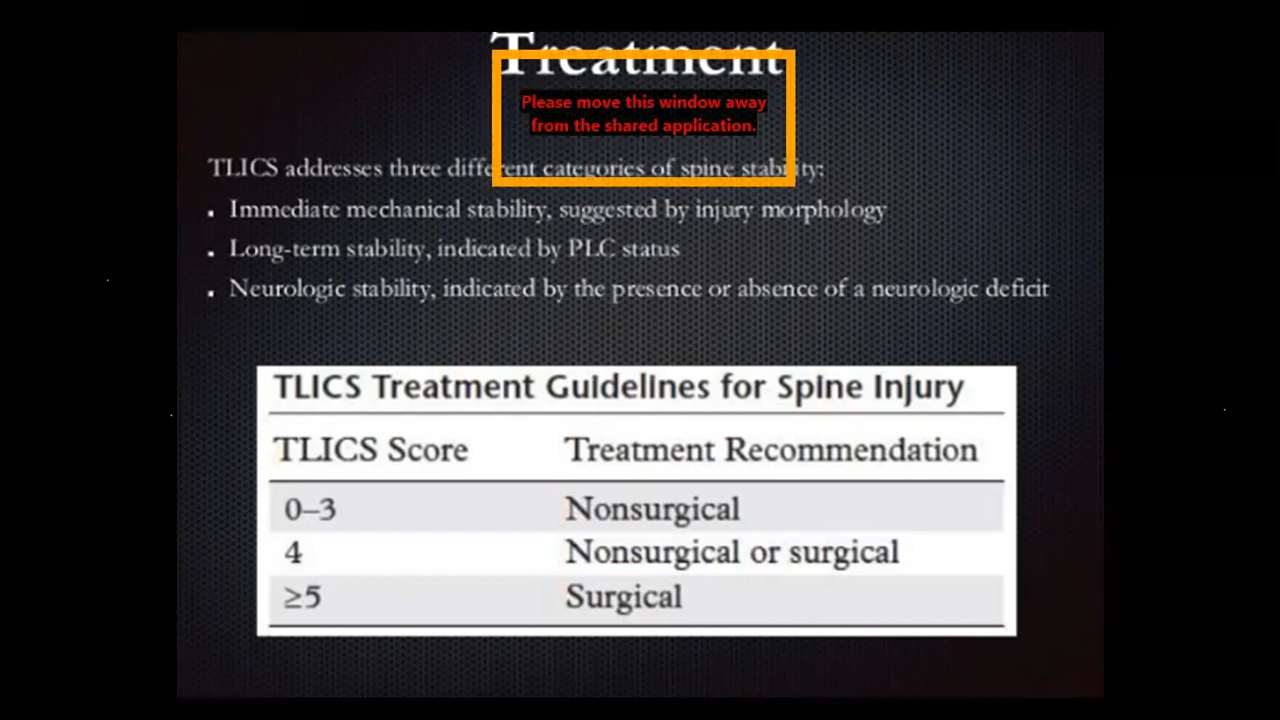 Treatment
Please move this window away
from the shared application.
TLICS addresses three different categories of spine stability:
▪ Immediate mechanical stability, suggested by injury morphology
▪ Long-term stability, indicated by PLC status
▪ Neurologic stability, indicated by the presence or absence of a neurologic deficit
TLICS Treatment Guidelines for Spine Injury
TLICS Score Treatment Recommendation
0–3 Nonsurgical
4 Nonsurgical or surgical
≥5 Surgical